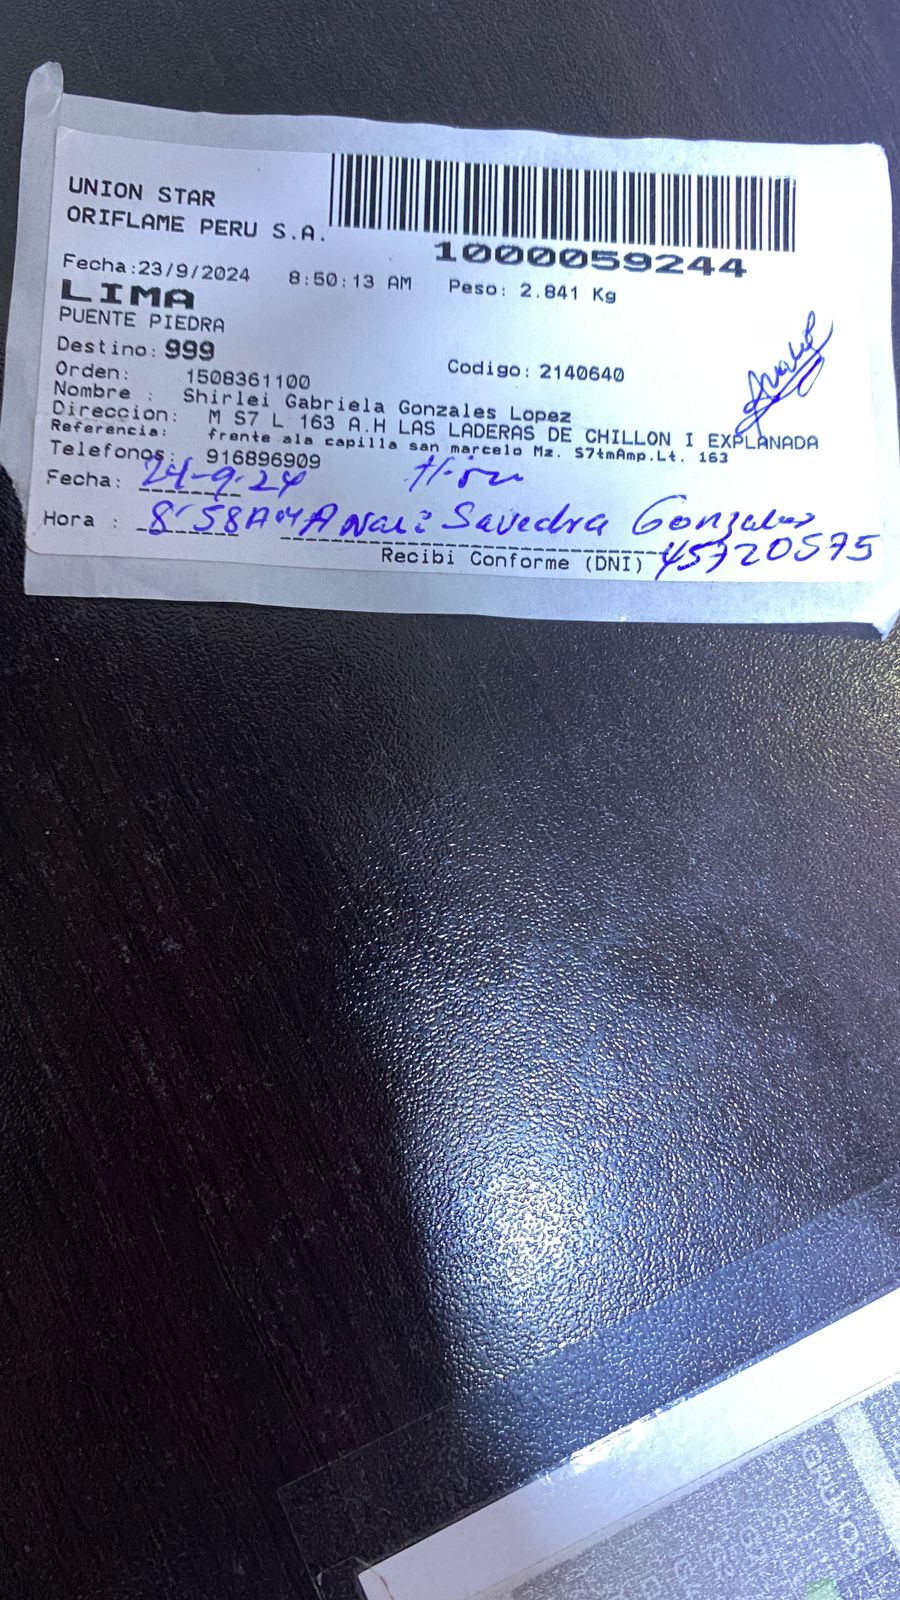 UNION STAR
ORIFLAME PERU S.A.
1000059244
Fecha:23/9/2024 8:50:13 AM Peso: 2.841 Kg
LIMA
PUENTE PIEDRA
Destino: 999
Codigo: 2140640
Orden: 1508361100
Nombre : Shirlei Gabriela Gonzales Lopez
Direccion: M S7 L 163 A.H LAS LADERAS DE CHILLON I EXPLANADA
Referencia: frente ala capilla san marcelo Mz. S7tmAmp.Lt. 163
Telefonos: 916896909
Fecha: 24-9-24
Hora : 8:58AM Anali Savedra Gonzales
Recibi Conforme (DNI) 45720575